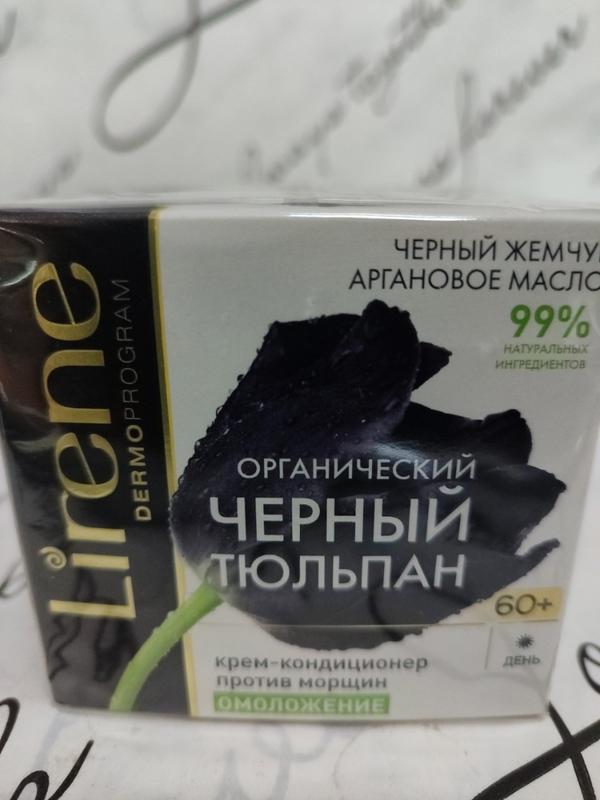 Lirene
DERMOPROGRAM
ЧЕРНЫЙ ЖЕМЧУ
АРГАНОВОЕ МАСЛО
99%
НАТУРАЛЬНЫХ
ИНГРЕДИЕНТОВ
ОРГАНИЧЕСКИЙ
ЧЕРНЫЙ
ТЮЛЬПАН
60+
ДЕНЬ
крем-кондиционер
против морщин
ОМОЛОЖЕНИЕ